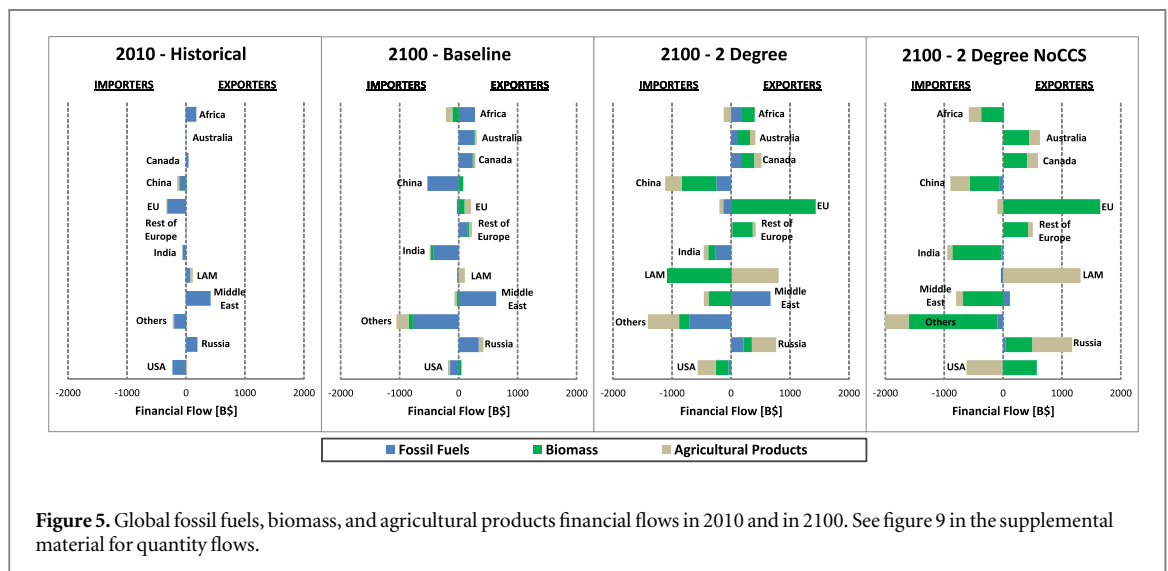 2010 - Historical
IMPORTERS EXPORTERS
Africa
Australia
Canada
China
EU
Rest of
Europe
India
LAM
Middle
East
Others
Russia
USA
-2000 -1000 0 1000 2000
Financial Flow [B$]
2100 - Baseline
IMPORTERS EXPORTERS
Africa
Australia
Canada
China
EU
Rest of
Europe
India
LAM
Middle
East
Others
Russia
USA
-2000 -1000 0 1000 2000
Financial Flow [B$]
2100 - 2 Degree
IMPORTERS EXPORTERS
Africa
Australia
Canada
China
EU
Rest of
Europe
India
LAM
Middle
East
Others
Russia
USA
-2000 -1000 0 1000 2000
Financial Flow [B$]
2100 - 2 Degree NoCCS
IMPORTERS EXPORTERS
Africa
Australia
Canada
China
EU
Rest of
Europe
India
LAM
Middle
East
Others
Russia
USA
-2000 -1000 0 1000 2000
Financial Flow [B$]
Fossil Fuels Biomass Agricultural Products
Figure 5. Global fossil fuels, biomass, and agricultural products financial flows in 2010 and in 2100. See figure 9 in the supplemental
material for quantity flows.